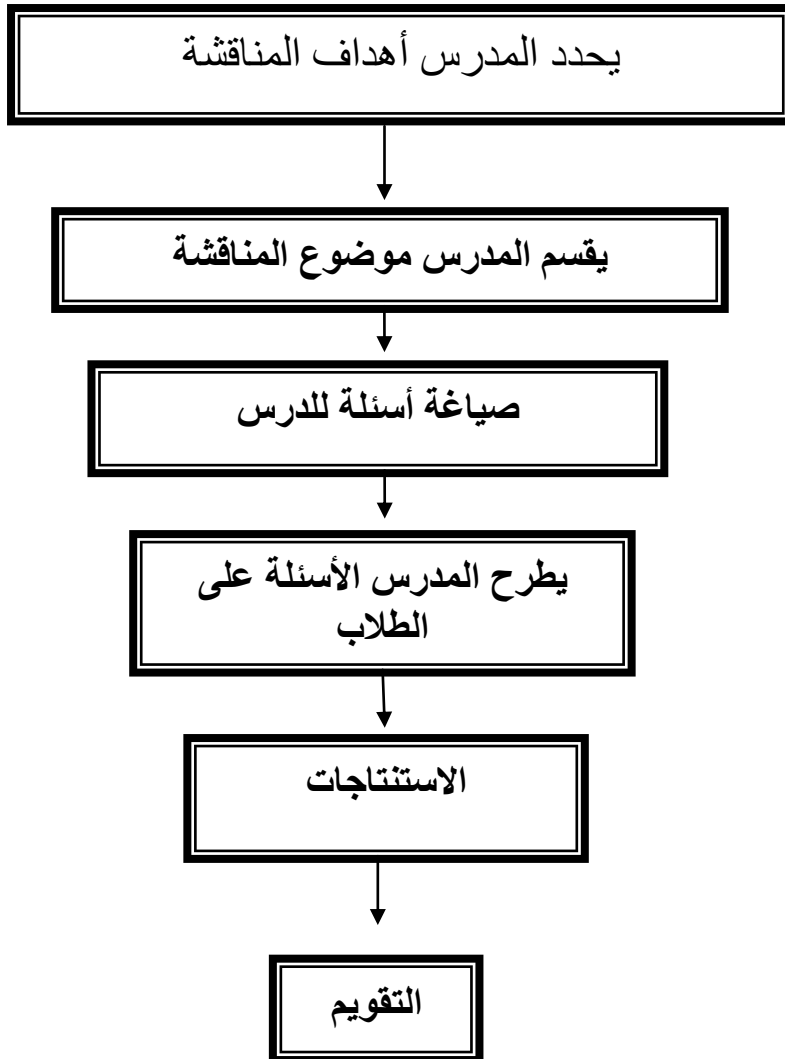 يحدد المدرس أهداف المناقشة
يقسم المدرس موضوع المناقشة
صياغة أسئلة للدرس
يطرح المدرس الأسئلة على
الطلاب
الاستنتاجات
التقويم